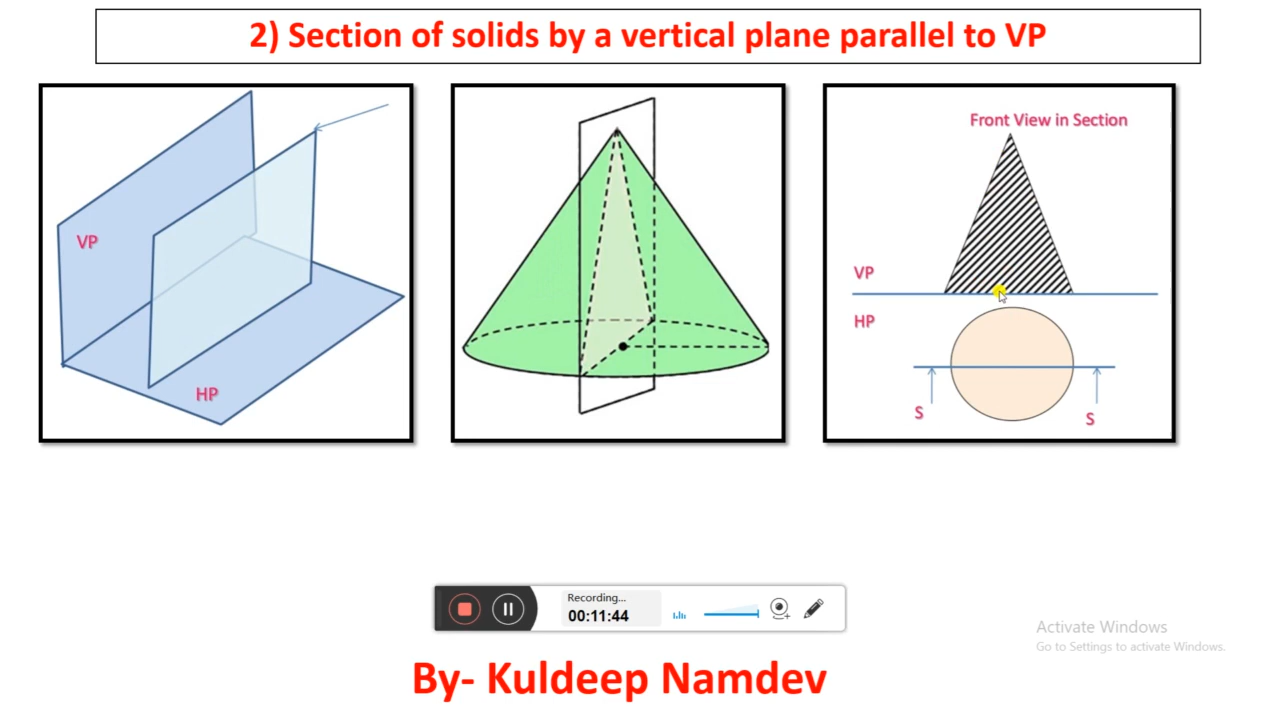 2) Section of solids by a vertical plane parallel to VP
VP
HP
Front View in Section
VP
HP
S
S
Recording...
00:11:44
Activate Windows
Go to Settings to activate Windows.
By- Kuldeep Namdev